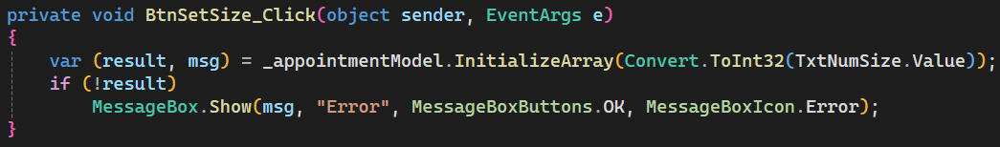 private void BtnSetSize_Click(object sender, EventArgs e)
{
    var (result, msg) = _appointmentModel.InitializeArray(Convert.ToInt32(TxtNumSize.Value));
    if (!result)
        MessageBox.Show(msg, "Error", MessageBoxButtons.OK, MessageBoxIcon.Error);
}